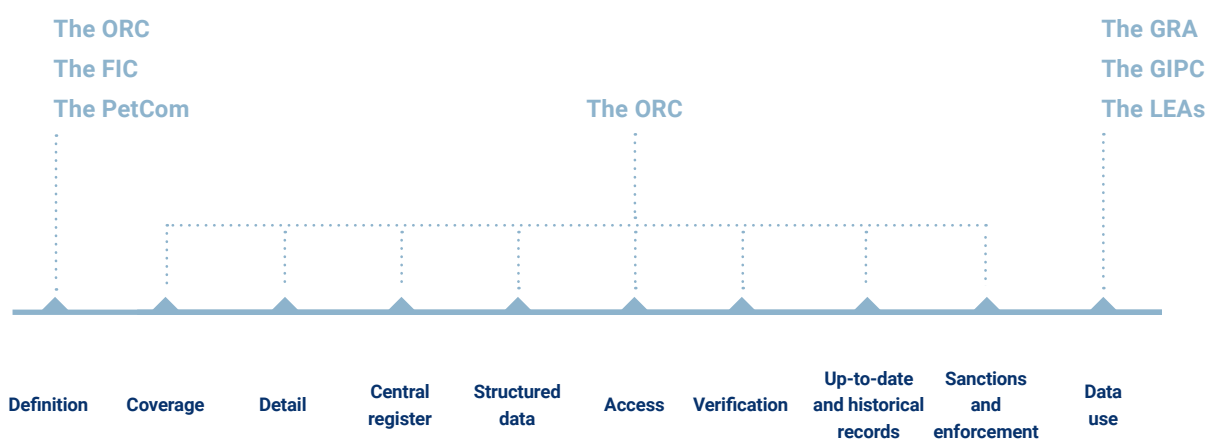 The ORC
The FIC
The PetCom
The ORC
The GRA
The GIPC
The LEAs
Definition
Coverage
Detail
Central
register
Structured
data
Access
Verification
Up-to-date
and historical
records
Sanctions
and
enforcement
Data
use